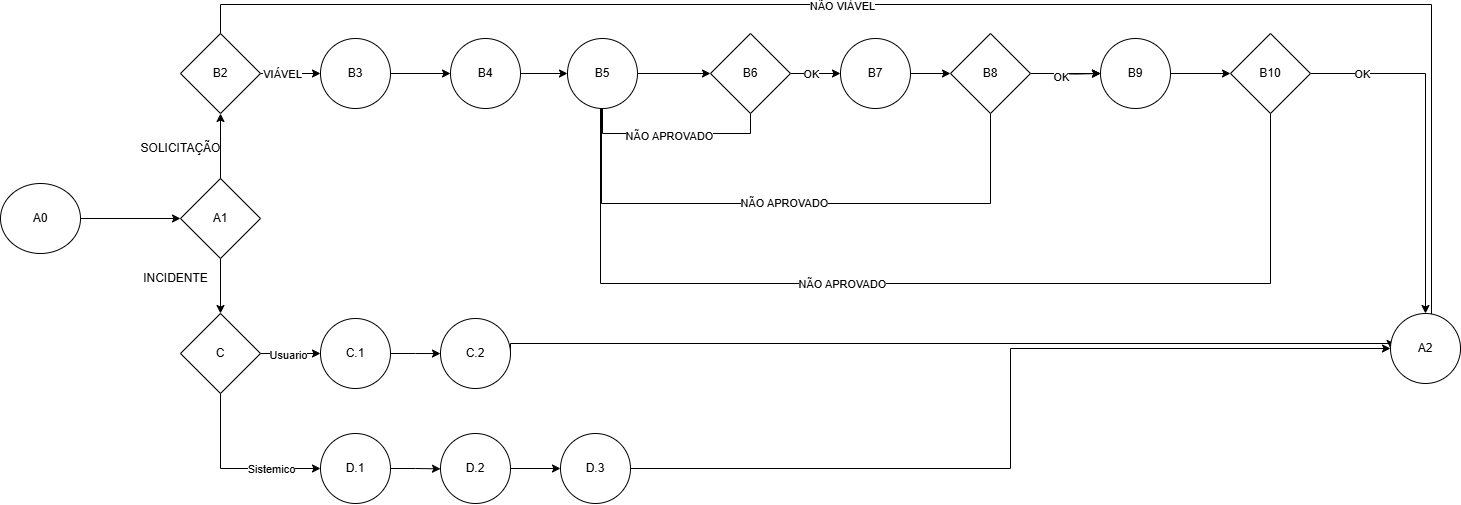 NÃO VIÁVEL
B2
VIÁVEL
B3
B4
B5
B6
OK
B7
B8
OK
B9
B10
OK
NÃO APROVADO
SOLICITAÇÃO
NÃO APROVADO
A0
A1
INCIDENTE
NÃO APROVADO
C
Usuario
C.1
C.2
A2
Sistemico
D.1
D.2
D.3